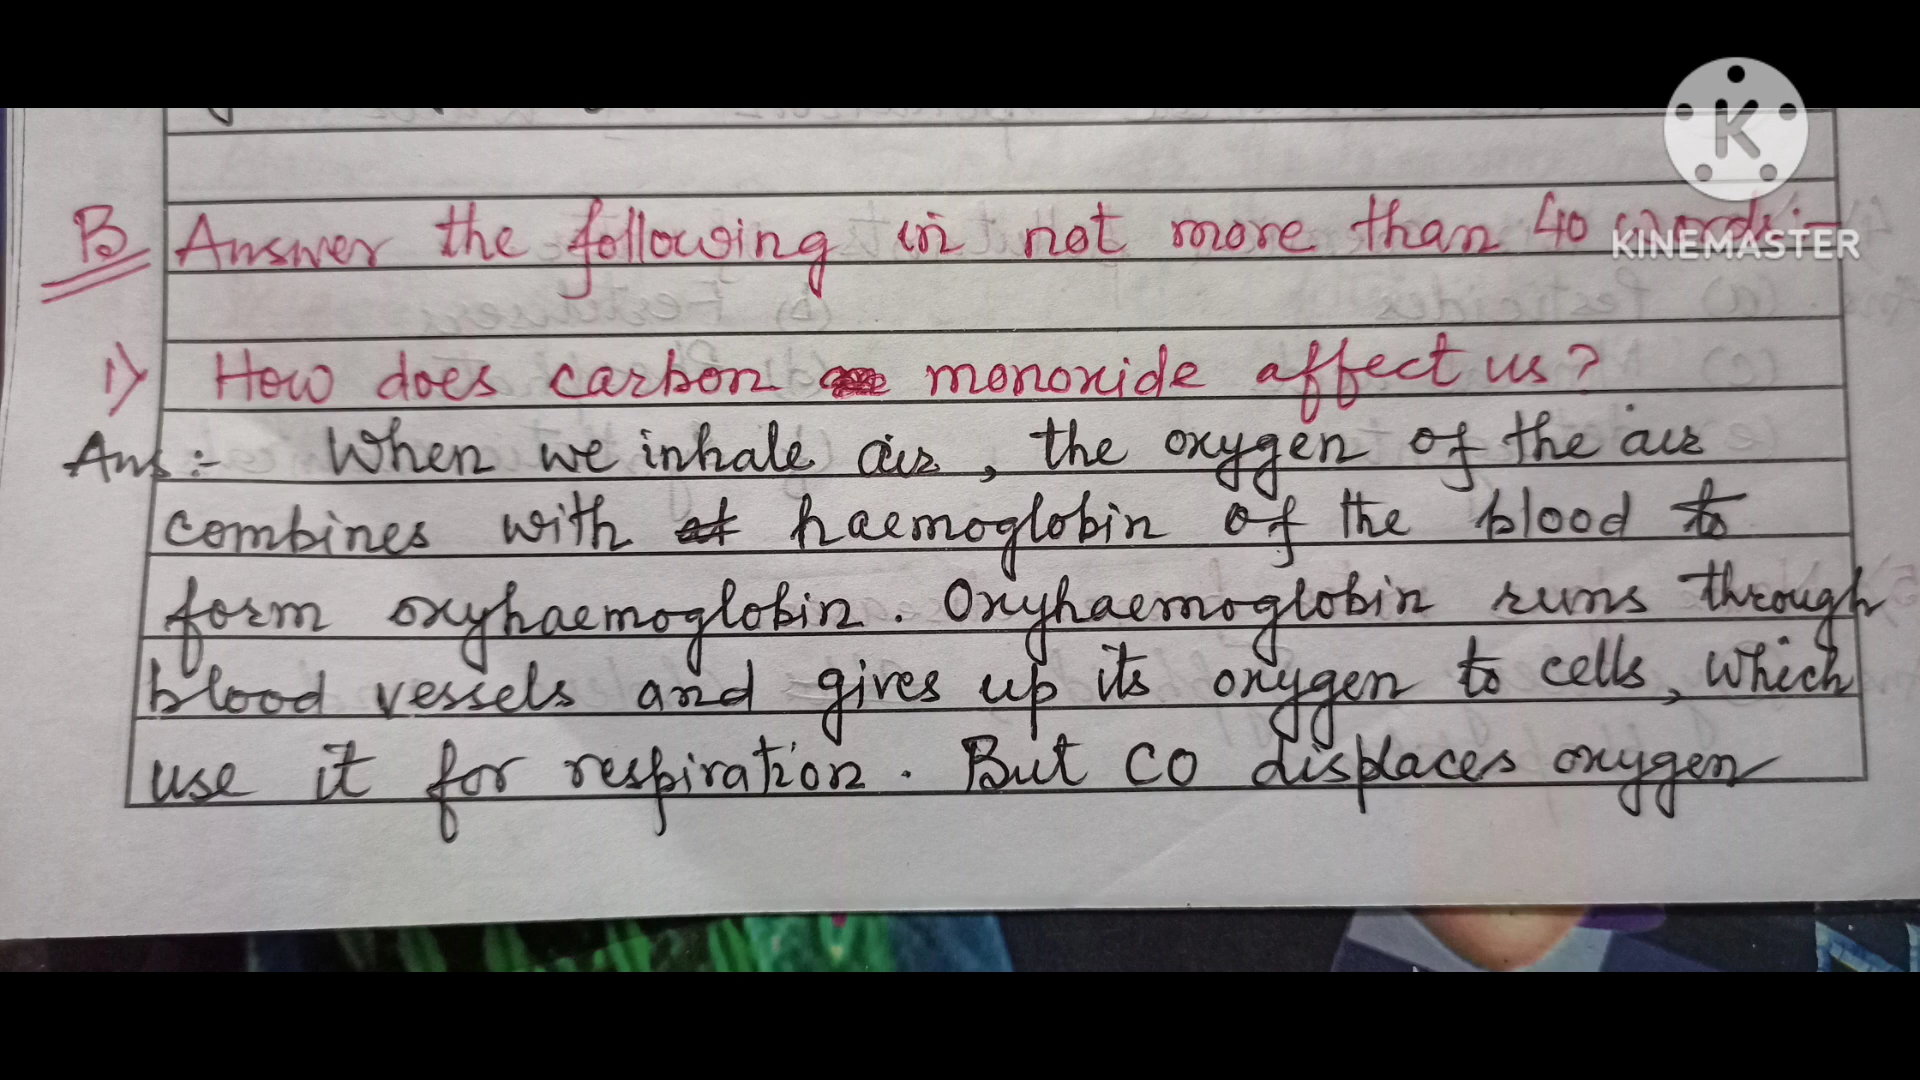 K
KINEMASTER
B Answer the following in not more than 40 words:-
1) How does carbon monoxide affect us?
Ans:- When we inhale air, the oxygen of the air
combines with haemoglobin of the blood to
form oxyhaemoglobin. Oxyhaemoglobin runs through
blood vessels and gives up its oxygen to cells, which
use it for respiration. But CO displaces oxygen